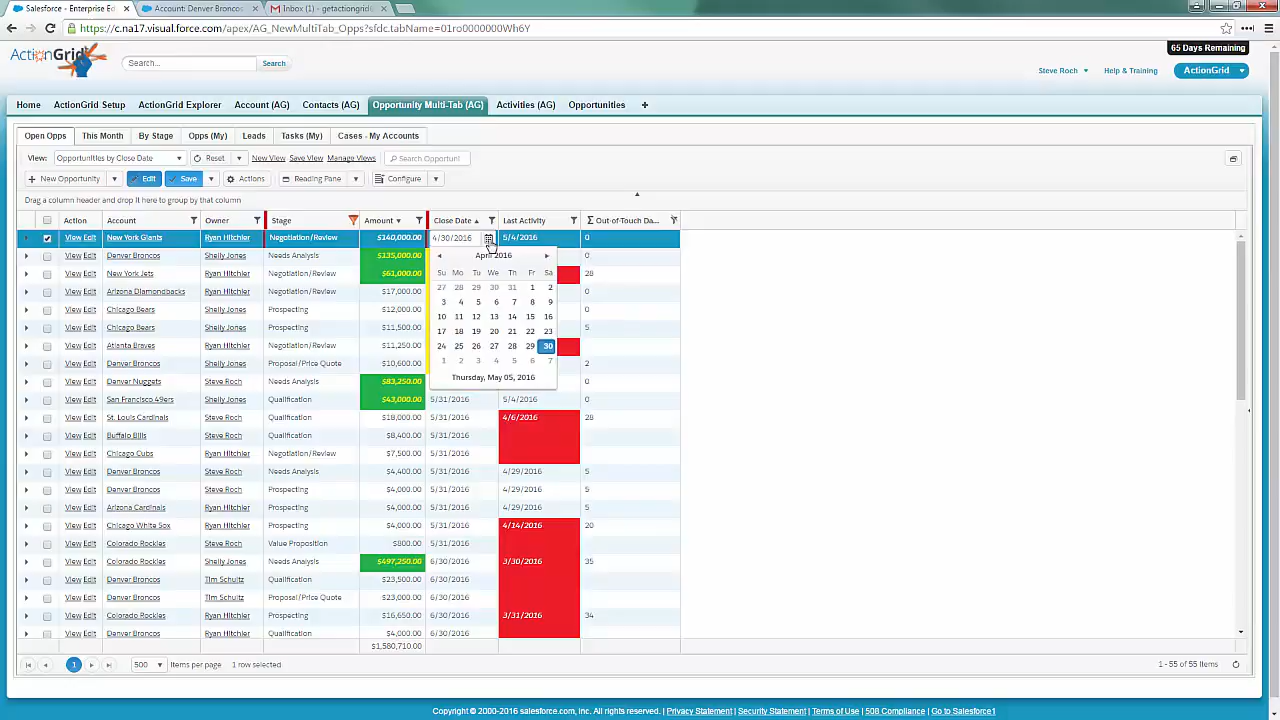 Salesforce - Enterprise Ed × Account: Denver Broncos × Inbox (1) - getactiongrid@ ×
https://c.na17.visual.force.com/apex/AG_NewMultiTab_Opps?sfdc.tabName=01ro0000000Wh6Y
65 Days Remaining
ActionGrid Search... Search Steve Roch Help & Training ActionGrid
Home ActionGrid Setup ActionGrid Explorer Account (AG) Contacts (AG) Opportunity Multi-Tab (AG) Activities (AG) Opportunities +
Open Opps This Month By Stage Opps (My) Leads Tasks (My) Cases - My Accounts
View: Opportunities by Close Date Reset New View Save View Manage Views Search Opportuni
+ New Opportunity Edit Save Actions Reading Pane Configure
Drag a column header and drop it here to group by that column
Action Account Owner Stage Amount Close Date Last Activity Σ Out-of-Touch Da...
View Edit New York Giants Ryan Hitchler Negotiation/Review $140,000.00 4/30/2016 5/4/2016 0
View Edit Denver Broncos Shelly Jones Needs Analysis $135,000.00 0
View Edit New York Jets Ryan Hitchler Negotiation/Review $61,000.00 28
View Edit Arizona Diamondbacks Ryan Hitchler Negotiation/Review $17,000.00 0
View Edit Chicago Bears Shelly Jones Prospecting $12,000.00 0
View Edit Chicago Bears Shelly Jones Prospecting $11,500.00 5
View Edit Atlanta Braves Ryan Hitchler Negotiation/Review $11,250.00
View Edit Denver Broncos Shelly Jones Proposal/Price Quote $10,600.00 2
View Edit Denver Nuggets Steve Roch Needs Analysis $83,250.00 0
View Edit San Francisco 49ers Shelly Jones Qualification $43,000.00 5/31/2016 5/4/2016 0
View Edit St. Louis Cardinals Steve Roch Qualification $18,000.00 5/31/2016 4/6/2016 28
View Edit Buffalo Bills Steve Roch Qualification $8,400.00 5/31/2016
View Edit Chicago Cubs Steve Roch Negotiation/Review $7,500.00 5/31/2016
View Edit Denver Broncos Steve Roch Needs Analysis $4,400.00 5/31/2016 4/29/2016 5
View Edit Denver Broncos Steve Roch Prospecting $4,000.00 5/31/2016 4/29/2016 5
View Edit Arizona Cardinals Ryan Hitchler Prospecting $4,000.00 5/31/2016 4/29/2016 5
View Edit Chicago White Sox Ryan Hitchler Prospecting $4,000.00 5/31/2016 4/14/2016 20
View Edit Colorado Rockies Steve Roch Value Proposition $800.00 5/31/2016
View Edit Colorado Rockies Shelly Jones Needs Analysis $497,250.00 6/30/2016 3/30/2016 35
View Edit Denver Broncos Tim Schultz Qualification $23,500.00 6/30/2016
View Edit Denver Broncos Tim Schultz Proposal/Price Quote $23,000.00 6/30/2016
View Edit Colorado Rockies Ryan Hitchler Prospecting $16,650.00 6/30/2016 3/31/2016 34
View Edit Denver Broncos Ryan Hitchler Qualification $4,000.00 6/30/2016
$1,580,710.00
April 2016
Su Mo Tu We Th Fr Sa
27 28 29 30 31 1 2
3 4 5 6 7 8 9
10 11 12 13 14 15 16
17 18 19 20 21 22 23
24 25 26 27 28 29 30
1 2 3 4 5 6 7
Thursday, May 05, 2016
1 500 Items per page 1 row selected 1 - 55 of 55 Items
Copyright © 2000-2016 salesforce.com, inc. All rights reserved. | Privacy Statement | Security Statement | Terms of Use | 508 Compliance | Go to Salesforce1